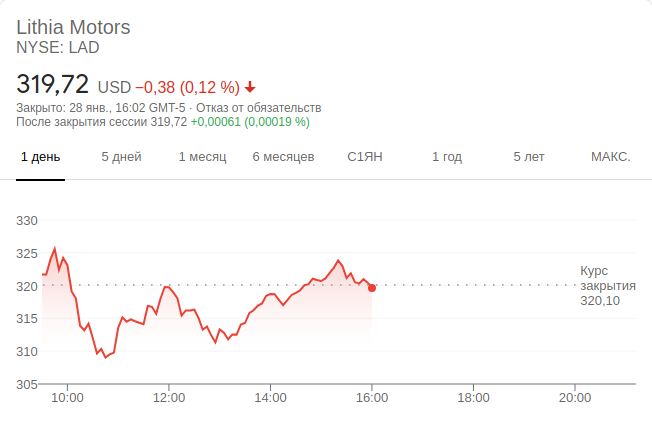 Lithia Motors
NYSE: LAD
319,72 USD −0,38 (0,12 %)
Закрыто: 28 янв., 16:02 GMT-5 · Отказ от обязательств
После закрытия сессии 319,72 +0,00061 (0,00019 %)
1 день 5 дней 1 месяц 6 месяцев С1ЯН 1 год 5 лет МАКС.
330
325
320
315
310
305
Курс
закрытия
320,10
10:00 12:00 14:00 16:00 18:00 20:00